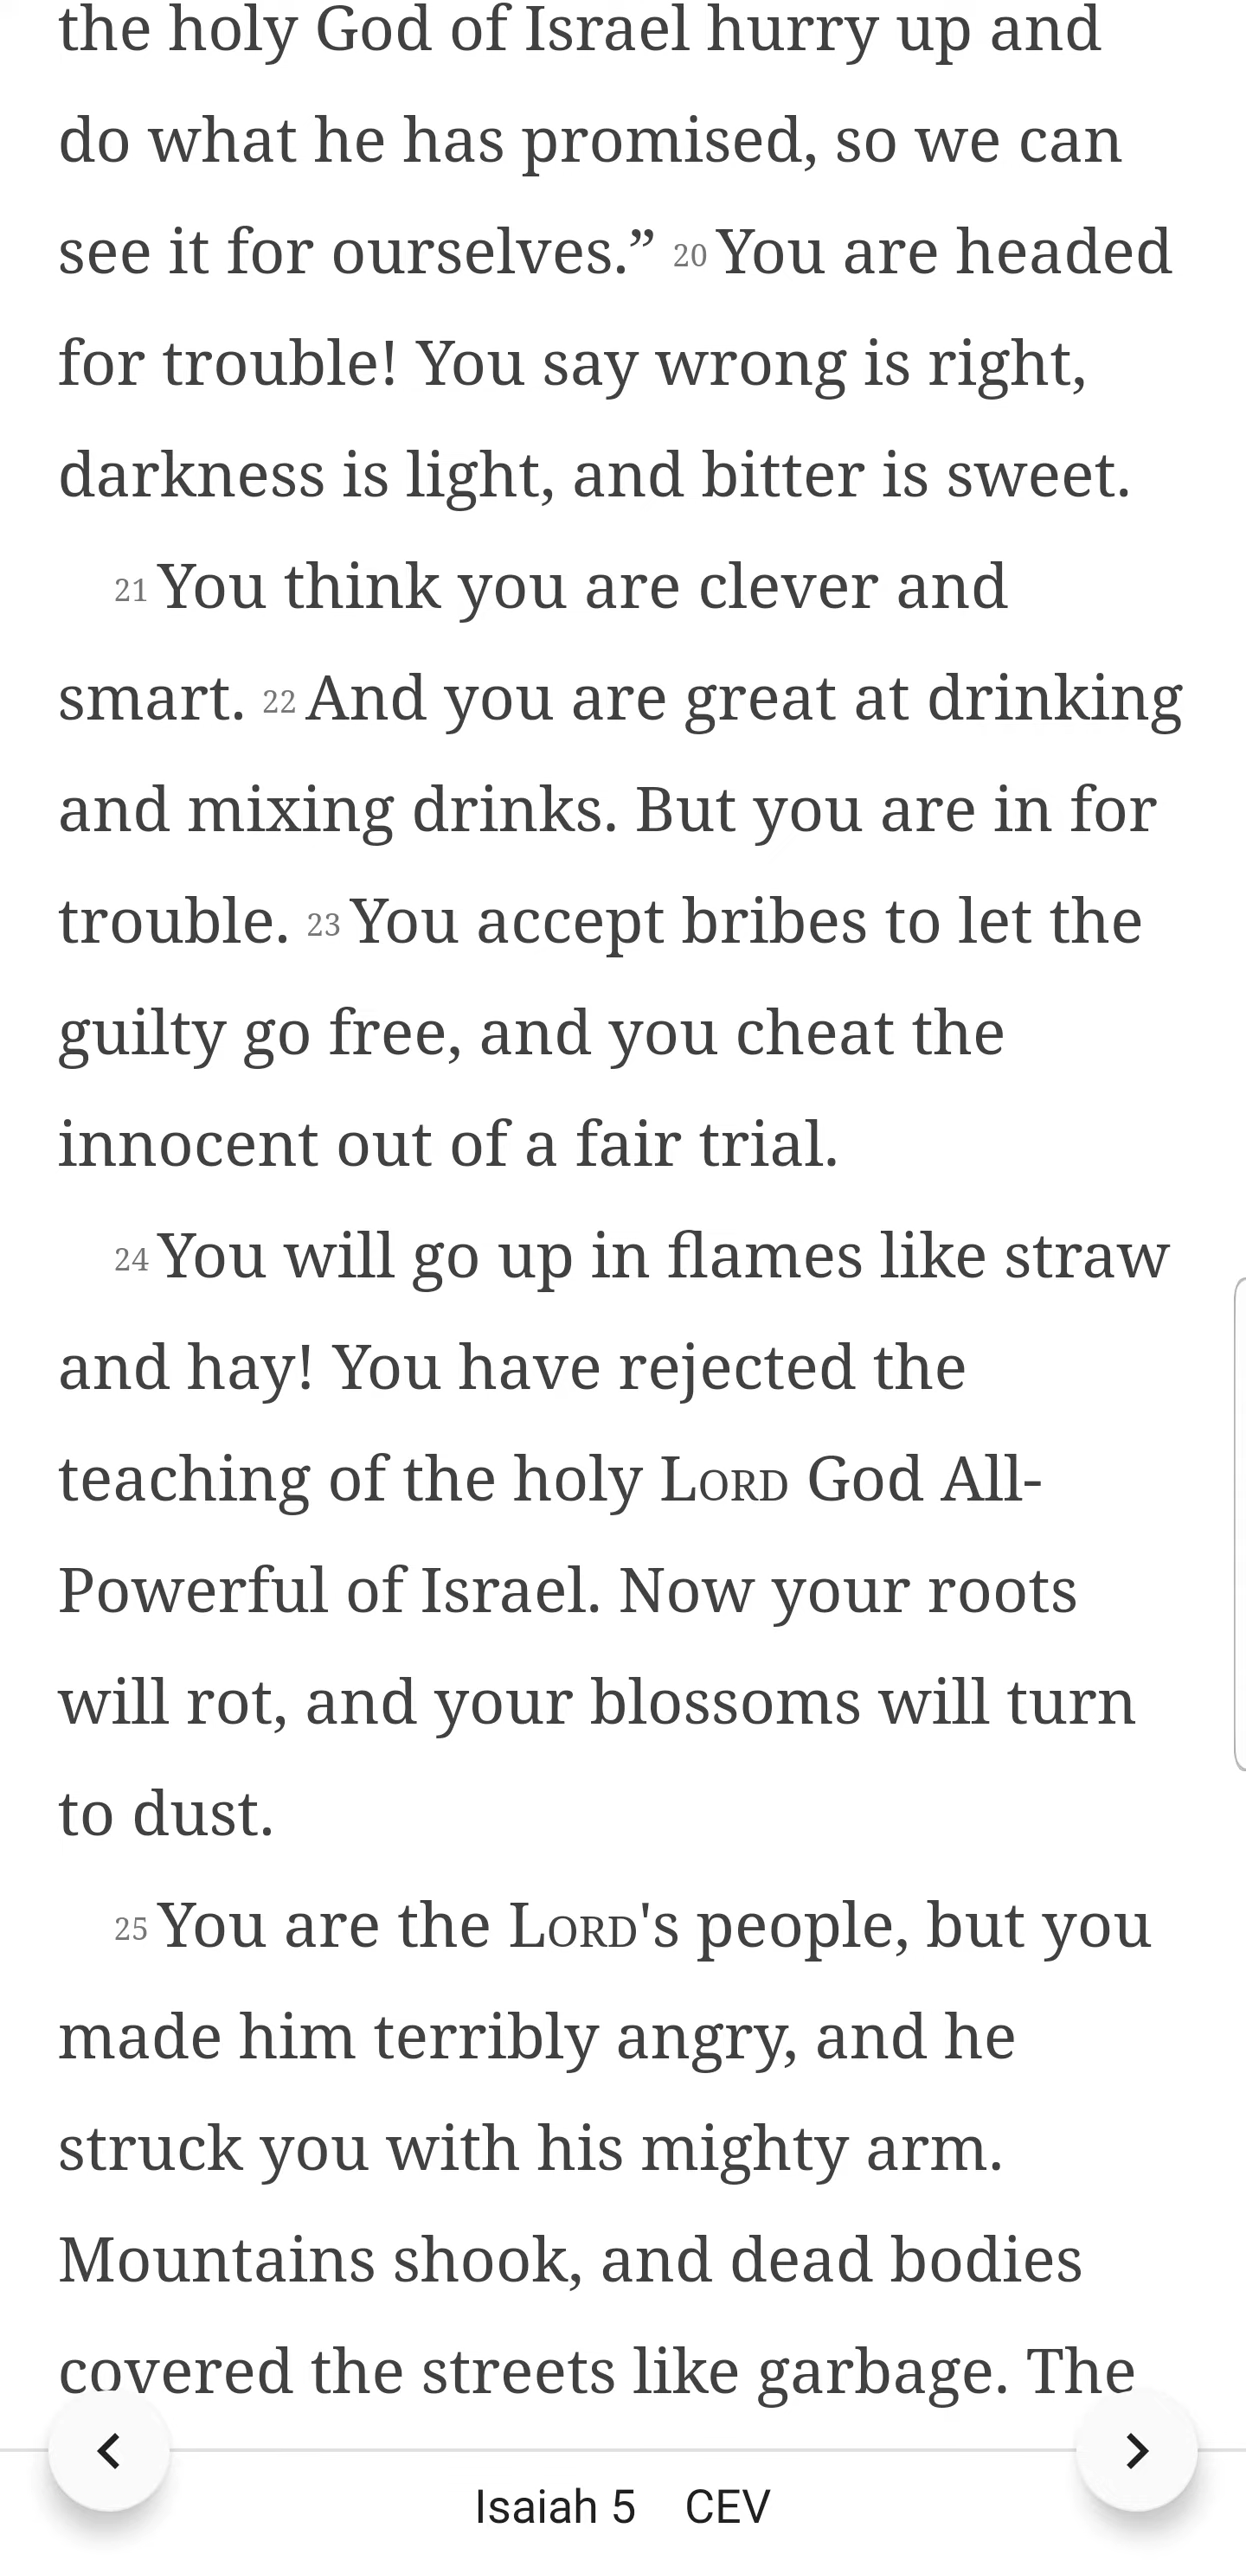 the holy God of Israel hurry up and
do what he has promised, so we can
see it for ourselves.” 20 You are headed
for trouble! You say wrong is right,
darkness is light, and bitter is sweet.
21 You think you are clever and
smart. 22 And you are great at drinking
and mixing drinks. But you are in for
trouble. 23 You accept bribes to let the
guilty go free, and you cheat the
innocent out of a fair trial.
24 You will go up in flames like straw
and hay! You have rejected the
teaching of the holy LORD God All-
Powerful of Israel. Now your roots
will rot, and your blossoms will turn
to dust.
25 You are the LORD's people, but you
made him terribly angry, and he
struck you with his mighty arm.
Mountains shook, and dead bodies
covered the streets like garbage. The
Isaiah 5 CEV